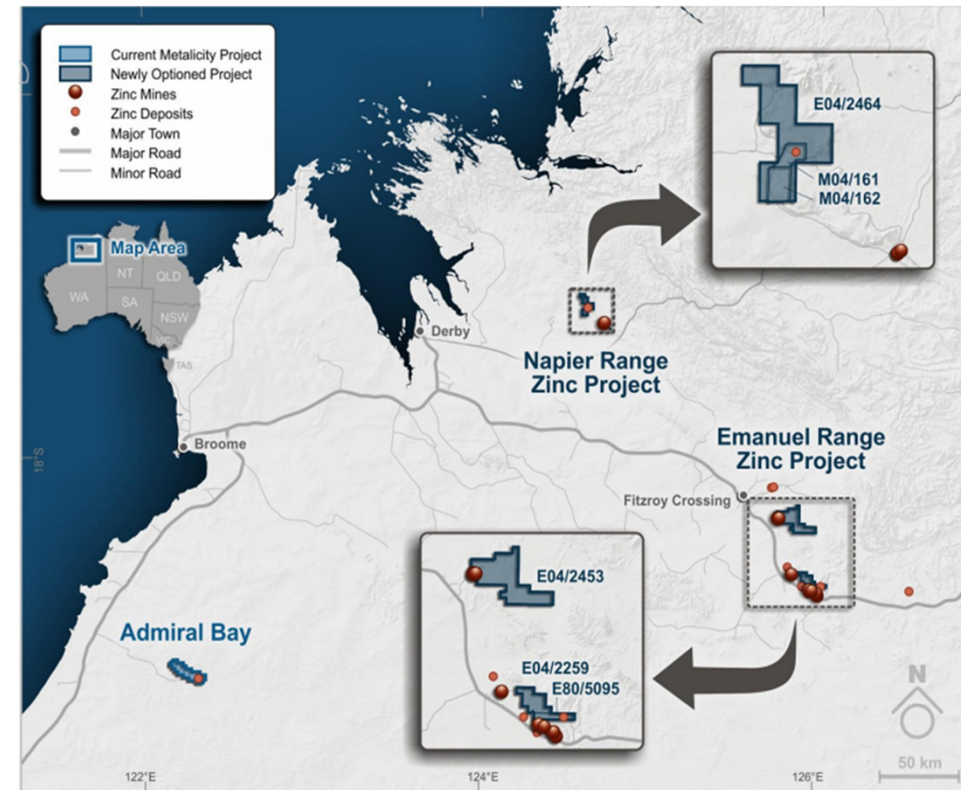 Current Metalicity Project
Newly Optioned Project
Zinc Mines
Zinc Deposits
Major Town
Major Road
Minor Road
Map Area
WA
NT
QLD
SA
NSW
TAS
E04/2464
M04/161
M04/162
Derby
Napier Range
Zinc Project
Broome
18°S
Emanuel Range
Zinc Project
Fitzroy Crossing
E04/2453
E04/2259
E80/5095
Admiral Bay
N
50 km
122°E
124°E
126°E